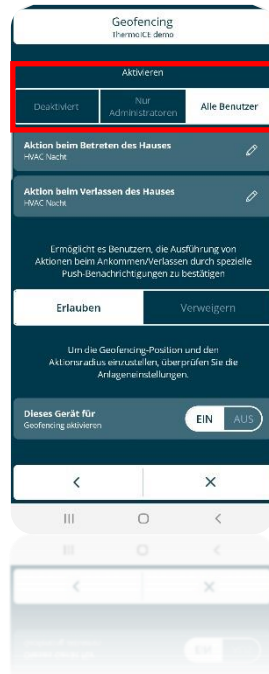 Geofencing
ThermoICE demo
Aktivieren
Deaktiviert
Nur
Administratoren
Alle Benutzer
Aktion beim Betreten des Hauses
HVAC Nacht
Aktion beim Verlassen des Hauses
HVAC Nacht
Ermöglicht es Benutzern, die Ausführung von
Aktionen beim Ankommen/Verlassen durch spezielle
Push-Benachrichtigungen zu bestätigen
Erlauben
Verweigern
Um die Geofencing-Position und den
Aktionsradius einzustellen, überprüfen Sie die
Anlageneinstellungen.
Dieses Gerät für
Geofencing aktivieren
EIN
AUS